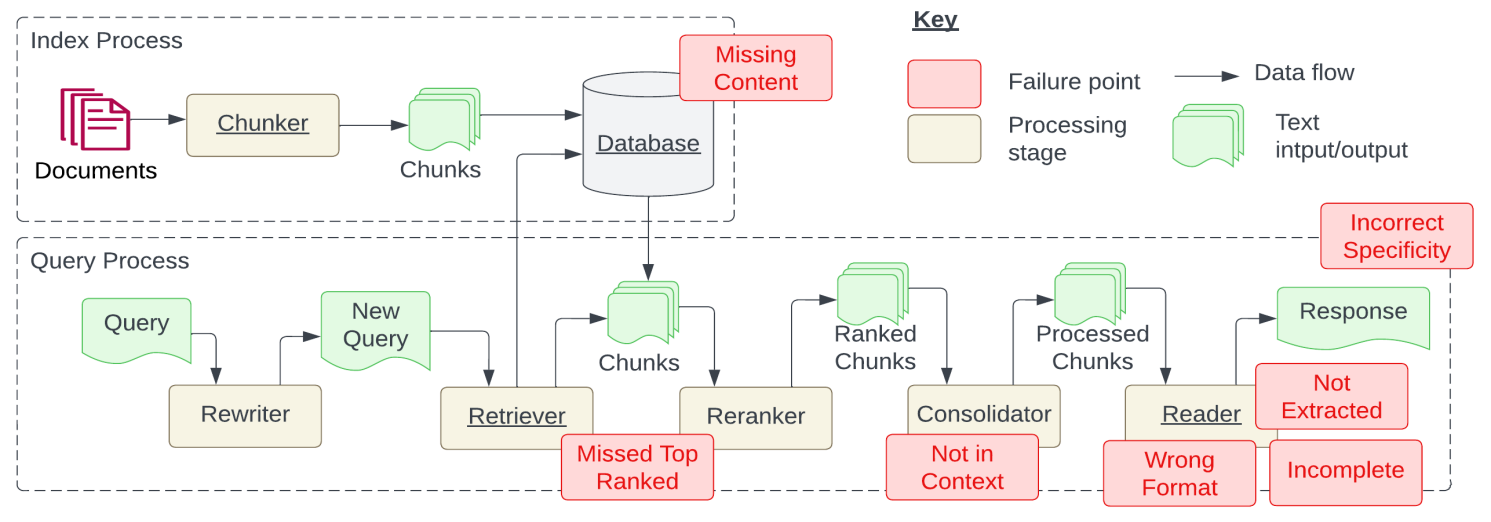 Index Process
Documents
Chunker
Chunks
Database
Missing
Content
Key
Failure point
Data flow
Processing
stage
Text
intput/output
Query Process
Incorrect
Specificity
Query
New
Query
Chunks
Ranked
Chunks
Processed
Chunks
Response
Rewriter
Retriever
Reranker
Consolidator
Reader
Missed Top
Ranked
Not in
Context
Not
Extracted
Wrong
Format
Incomplete